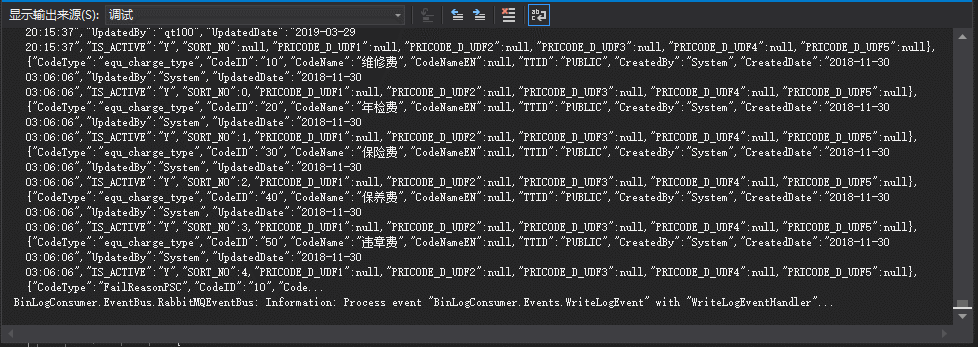 显示输出来源(S): 调试
20:15:37","UpdatedBy":"qt100","UpdatedDate":"2019-03-29
20:15:37","IS_ACTIVE":"Y","SORT_NO":null,"PRICODE_D_UDF1":null,"PRICODE_D_UDF2":null,"PRICODE_D_UDF3":null,"PRICODE_D_UDF4":null,"PRICODE_D_UDF5":null},
{"CodeType":"equ_charge_type","CodeID":"10","CodeName":"维修费","CodeNameEN":null,"TTID":"PUBLIC","CreatedBy":"System","CreatedDate":"2018-11-30
03:06:06","UpdatedBy":"System","UpdatedDate":"2018-11-30
03:06:06","IS_ACTIVE":"Y","SORT_NO":0,"PRICODE_D_UDF1":null,"PRICODE_D_UDF2":null,"PRICODE_D_UDF3":null,"PRICODE_D_UDF4":null,"PRICODE_D_UDF5":null},
{"CodeType":"equ_charge_type","CodeID":"20","CodeName":"年检费","CodeNameEN":null,"TTID":"PUBLIC","CreatedBy":"System","CreatedDate":"2018-11-30
03:06:06","UpdatedBy":"System","UpdatedDate":"2018-11-30
03:06:06","IS_ACTIVE":"Y","SORT_NO":1,"PRICODE_D_UDF1":null,"PRICODE_D_UDF2":null,"PRICODE_D_UDF3":null,"PRICODE_D_UDF4":null,"PRICODE_D_UDF5":null},
{"CodeType":"equ_charge_type","CodeID":"30","CodeName":"保险费","CodeNameEN":null,"TTID":"PUBLIC","CreatedBy":"System","CreatedDate":"2018-11-30
03:06:06","UpdatedBy":"System","UpdatedDate":"2018-11-30
03:06:06","IS_ACTIVE":"Y","SORT_NO":2,"PRICODE_D_UDF1":null,"PRICODE_D_UDF2":null,"PRICODE_D_UDF3":null,"PRICODE_D_UDF4":null,"PRICODE_D_UDF5":null},
{"CodeType":"equ_charge_type","CodeID":"40","CodeName":"保养费","CodeNameEN":null,"TTID":"PUBLIC","CreatedBy":"System","CreatedDate":"2018-11-30
03:06:06","UpdatedBy":"System","UpdatedDate":"2018-11-30
03:06:06","IS_ACTIVE":"Y","SORT_NO":3,"PRICODE_D_UDF1":null,"PRICODE_D_UDF2":null,"PRICODE_D_UDF3":null,"PRICODE_D_UDF4":null,"PRICODE_D_UDF5":null},
{"CodeType":"equ_charge_type","CodeID":"50","CodeName":"违章费","CodeNameEN":null,"TTID":"PUBLIC","CreatedBy":"System","CreatedDate":"2018-11-30
03:06:06","UpdatedBy":"System","UpdatedDate":"2018-11-30
03:06:06","IS_ACTIVE":"Y","SORT_NO":4,"PRICODE_D_UDF1":null,"PRICODE_D_UDF2":null,"PRICODE_D_UDF3":null,"PRICODE_D_UDF4":null,"PRICODE_D_UDF5":null},
{"CodeType":"FailReasonPSC","CodeID":"10","Code...
BinLogConsumer.EventBus.RabbitMQEventBus: Information: Process event "BinLogConsumer.Events.WriteLogEvent" with "WriteLogEventHandler"...